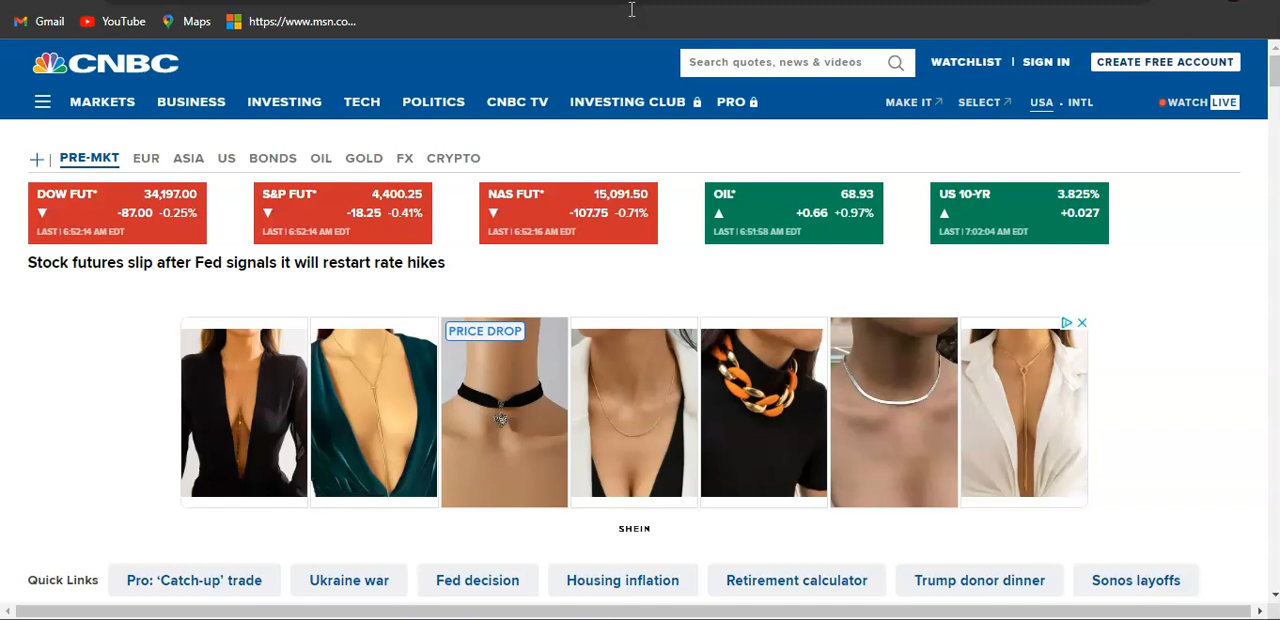 Gmail YouTube Maps https://www.msn.co...
CNBC Search quotes, news & videos WATCHLIST | SIGN IN CREATE FREE ACCOUNT
MARKETS BUSINESS INVESTING TECH POLITICS CNBC TV INVESTING CLUB PRO MAKE IT SELECT USA • INTL WATCH LIVE
+ | PRE-MKT EUR ASIA US BONDS OIL GOLD FX CRYPTO
DOW FUT* 34,197.00
▼ -87.00 -0.25%
LAST | 6:52:14 AM EDT
S&P FUT* 4,400.25
▼ -18.25 -0.41%
LAST | 6:52:14 AM EDT
NAS FUT* 15,091.50
▼ -107.75 -0.71%
LAST | 6:52:16 AM EDT
OIL* 68.93
▲ +0.66 +0.97%
LAST | 6:51:58 AM EDT
US 10-YR 3.825%
▲ +0.027
LAST | 7:02:04 AM EDT
Stock futures slip after Fed signals it will restart rate hikes
PRICE DROP
SHEIN
Quick Links Pro: ‘Catch-up’ trade Ukraine war Fed decision Housing inflation Retirement calculator Trump donor dinner Sonos layoffs